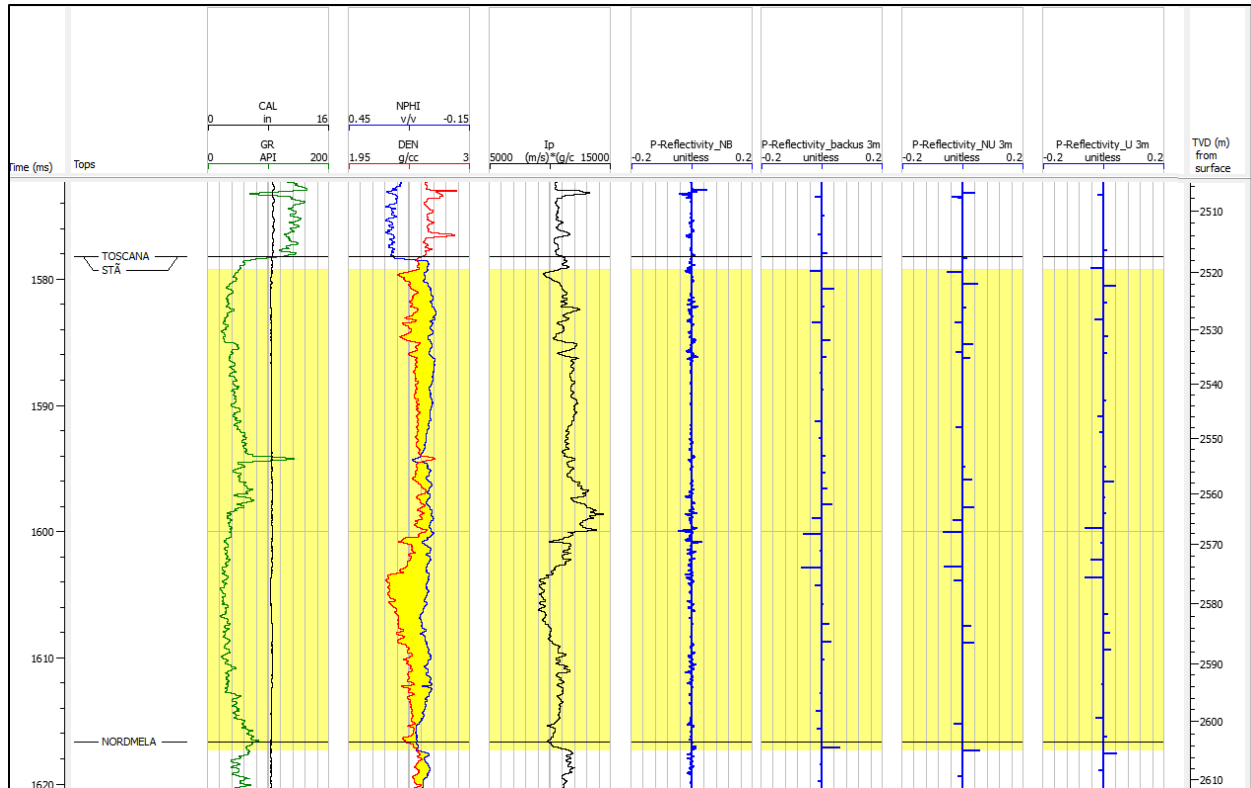 CAL
0 in 16
GR
0 API 200
NPHI
0.45 v/v -0.15
DEN
1.95 g/cc 3
Ip
5000 (m/s)*(g/c 15000
P-Reflectivity_NB
-0.2 unitless 0.2
P-Reflectivity_backus 3m
-0.2 unitless 0.2
P-Reflectivity_NU 3m
-0.2 unitless 0.2
P-Reflectivity_U 3m
-0.2 unitless 0.2
TVD (m)
from
surface
Time (ms)
Tops
TOSCANA
STÃ
NORDMELA
1580
1590
1600
1610
1620
2510
2520
2530
2540
2550
2560
2570
2580
2590
2600
2610